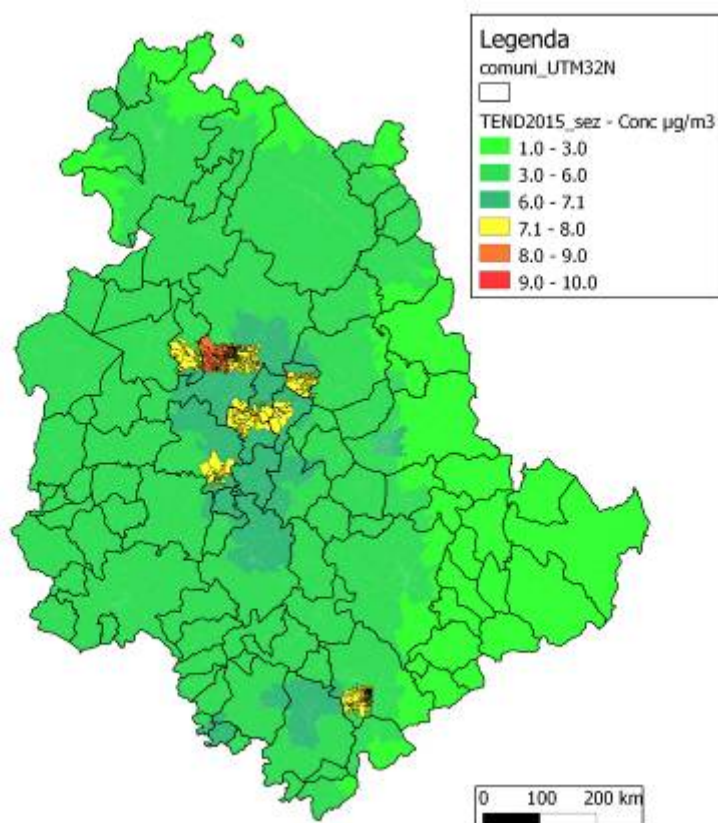 Legenda
comuni_UTM32N
TEND2015_sez - Conc µg/m3
1.0 - 3.0
3.0 - 6.0
6.0 - 7.1
7.1 - 8.0
8.0 - 9.0
9.0 - 10.0
0 100 200 km